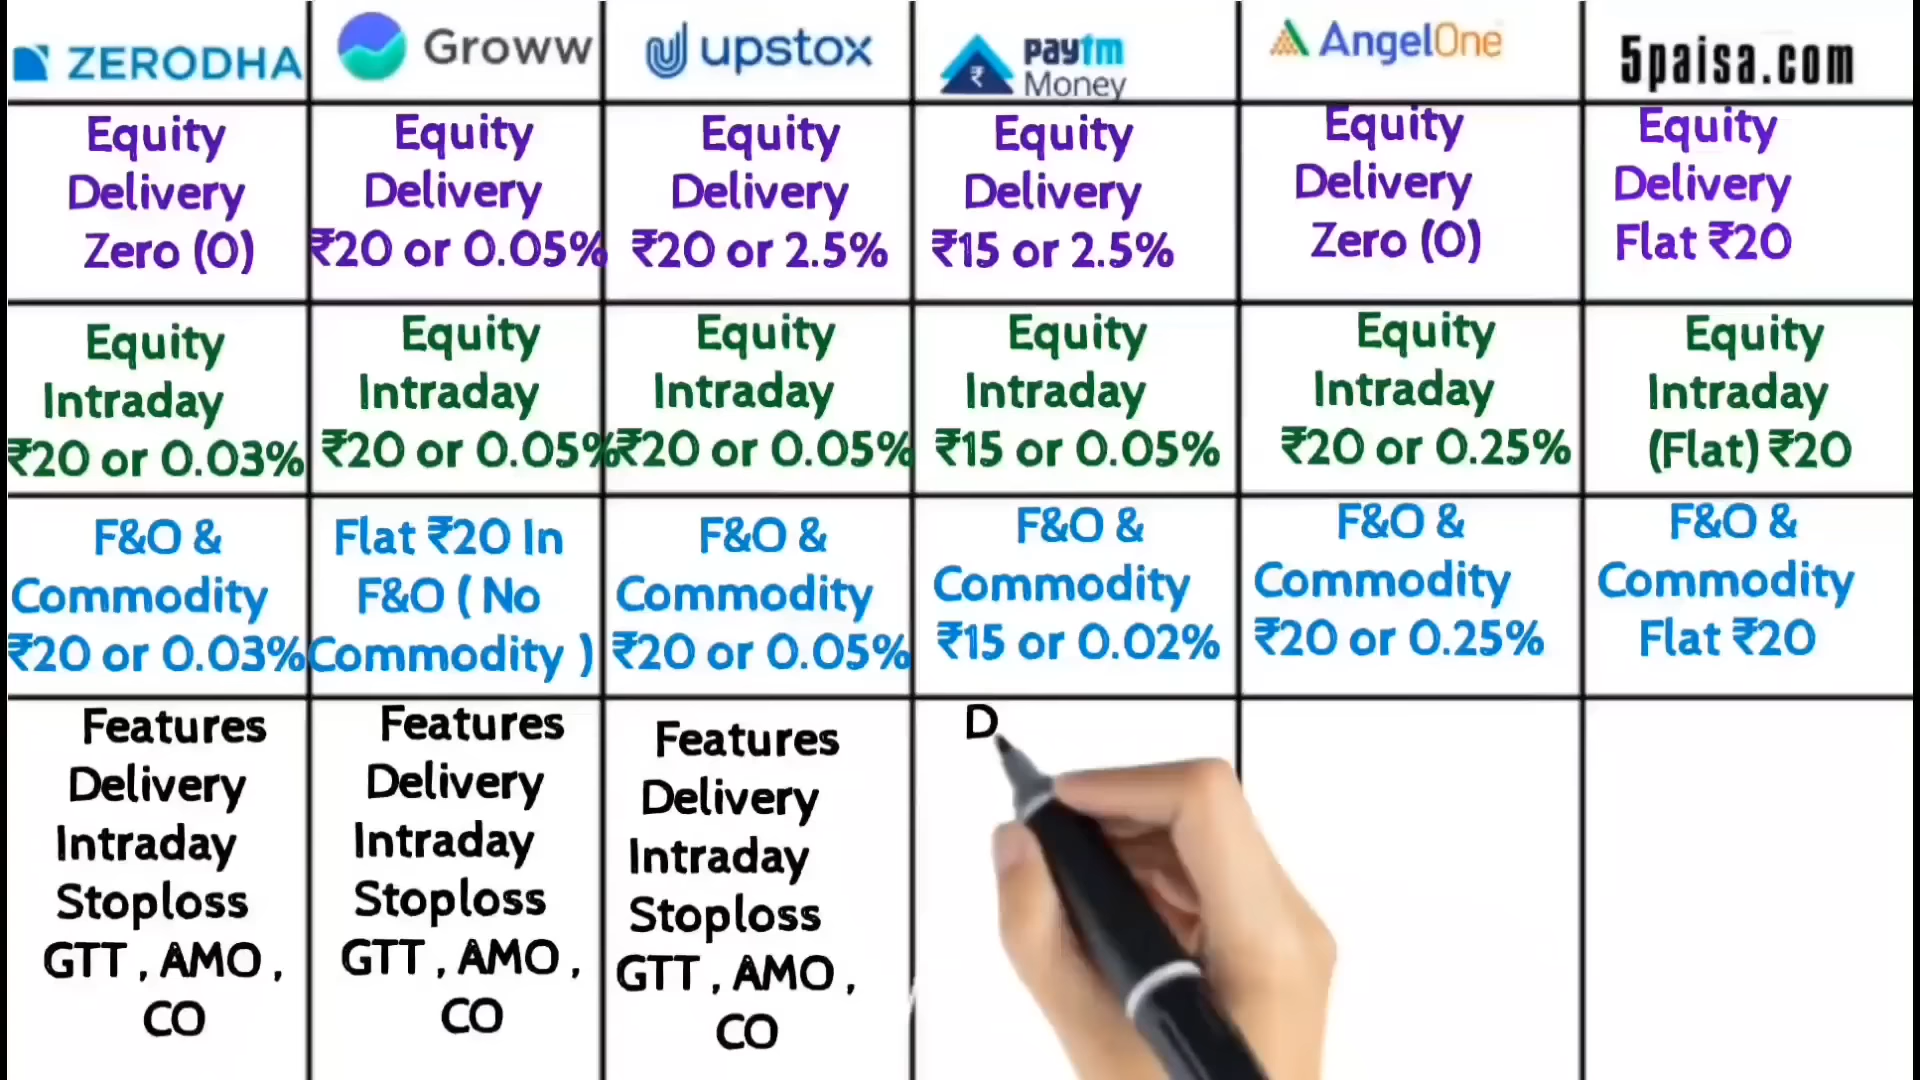 ZERODHA
Groww
upstox
paytm
Money
AngelOne
5paisa.com
Equity
Delivery
Zero (0)
Equity
Delivery
₹20 or 0.05%
Equity
Delivery
₹20 or 2.5%
Equity
Delivery
₹15 or 2.5%
Equity
Delivery
Zero (0)
Equity
Delivery
Flat ₹20
Equity
Intraday
₹20 or 0.03%
Equity
Intraday
₹20 or 0.05%
Equity
Intraday
₹20 or 0.05%
Equity
Intraday
₹15 or 0.05%
Equity
Intraday
₹20 or 0.25%
Equity
Intraday
(Flat) ₹20
F&O &
Commodity
₹20 or 0.03%
Flat ₹20 In
F&O ( No
Commodity )
F&O &
Commodity
₹20 or 0.05%
F&O &
Commodity
₹15 or 0.02%
F&O &
Commodity
₹20 or 0.25%
F&O &
Commodity
Flat ₹20
Features
Delivery
Intraday
Stoploss
GTT , AMO ,
CO
Features
Delivery
Intraday
Stoploss
GTT , AMO ,
CO
Features
Delivery
Intraday
Stoploss
GTT , AMO ,
CO
D